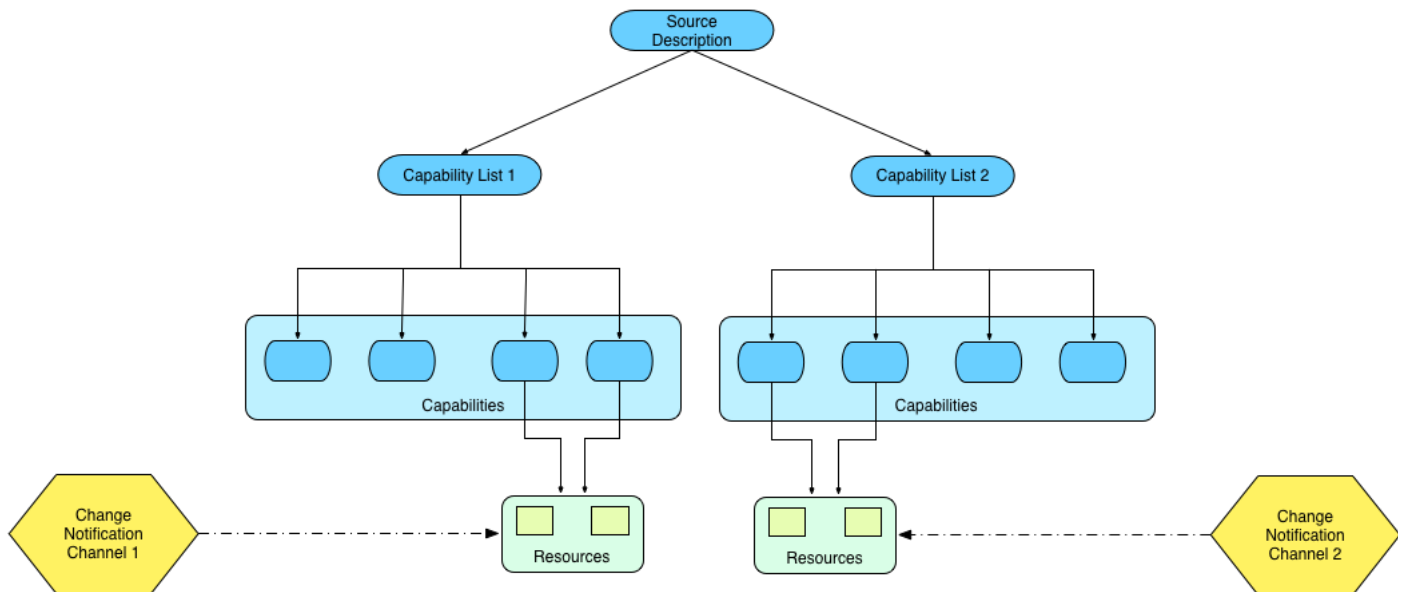 Source
Description
Capability List 1
Capability List 2
Capabilities
Capabilities
Change
Notification
Channel 1
Resources
Resources
Change
Notification
Channel 2